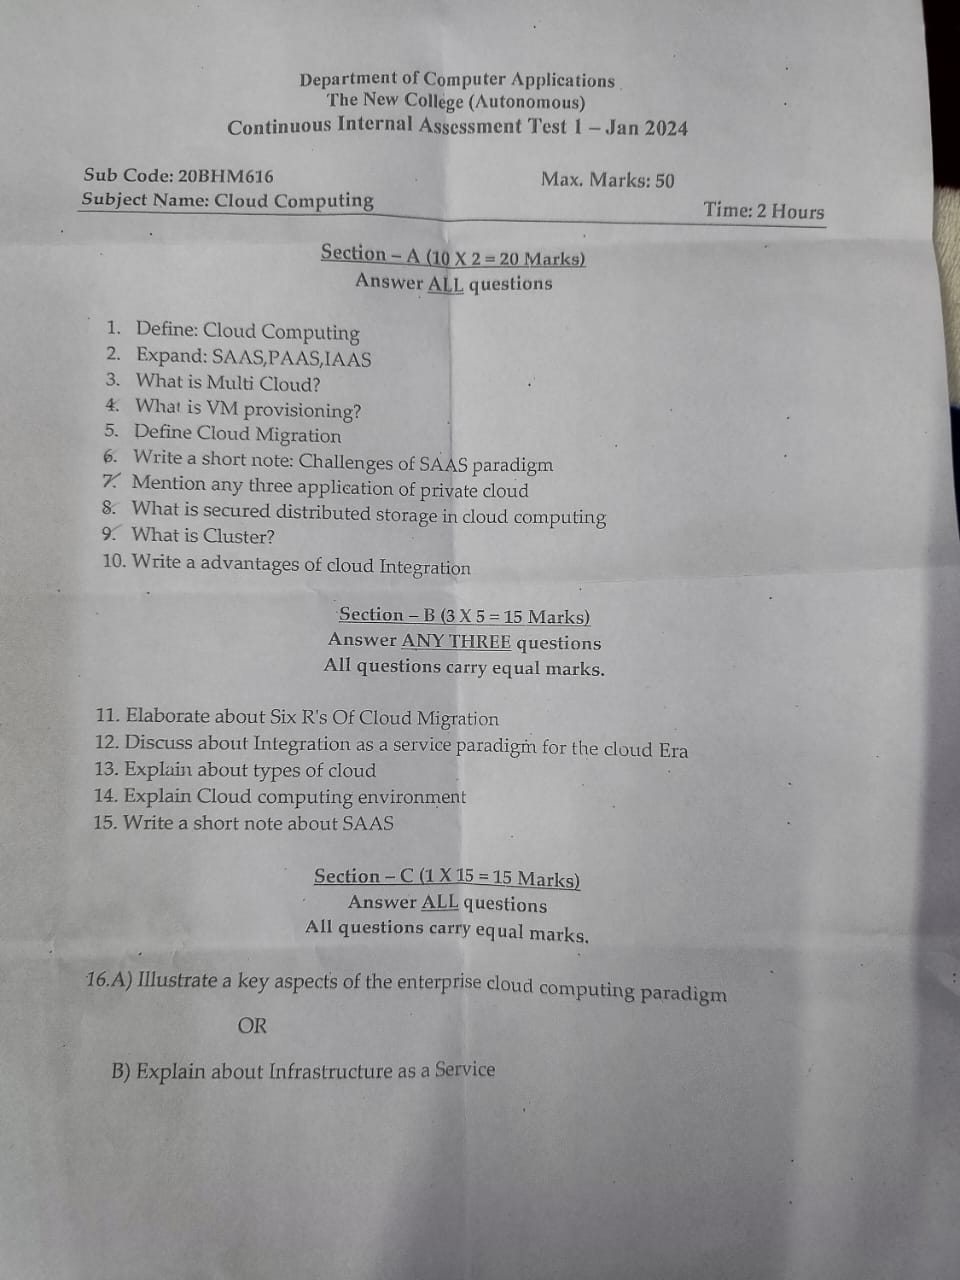 Department of Computer Applications
The New College (Autonomous)
Continuous Internal Assessment Test 1 – Jan 2024
Sub Code: 20BHM616
Max. Marks: 50
Subject Name: Cloud Computing
Time: 2 Hours
Section – A (10 X 2 = 20 Marks)
Answer ALL questions
1. Define: Cloud Computing
2. Expand: SAAS,PAAS,IAAS
3. What is Multi Cloud?
4. What is VM provisioning?
5. Define Cloud Migration
6. Write a short note: Challenges of SAAS paradigm
7. Mention any three application of private cloud
8. What is secured distributed storage in cloud computing
9. What is Cluster?
10. Write a advantages of cloud Integration
Section – B (3 X 5 = 15 Marks)
Answer ANY THREE questions
All questions carry equal marks.
11. Elaborate about Six R's Of Cloud Migration
12. Discuss about Integration as a service paradigm for the cloud Era
13. Explain about types of cloud
14. Explain Cloud computing environment
15. Write a short note about SAAS
Section – C (1 X 15 = 15 Marks)
Answer ALL questions
All questions carry equal marks.
16.A) Illustrate a key aspects of the enterprise cloud computing paradigm
OR
B) Explain about Infrastructure as a Service